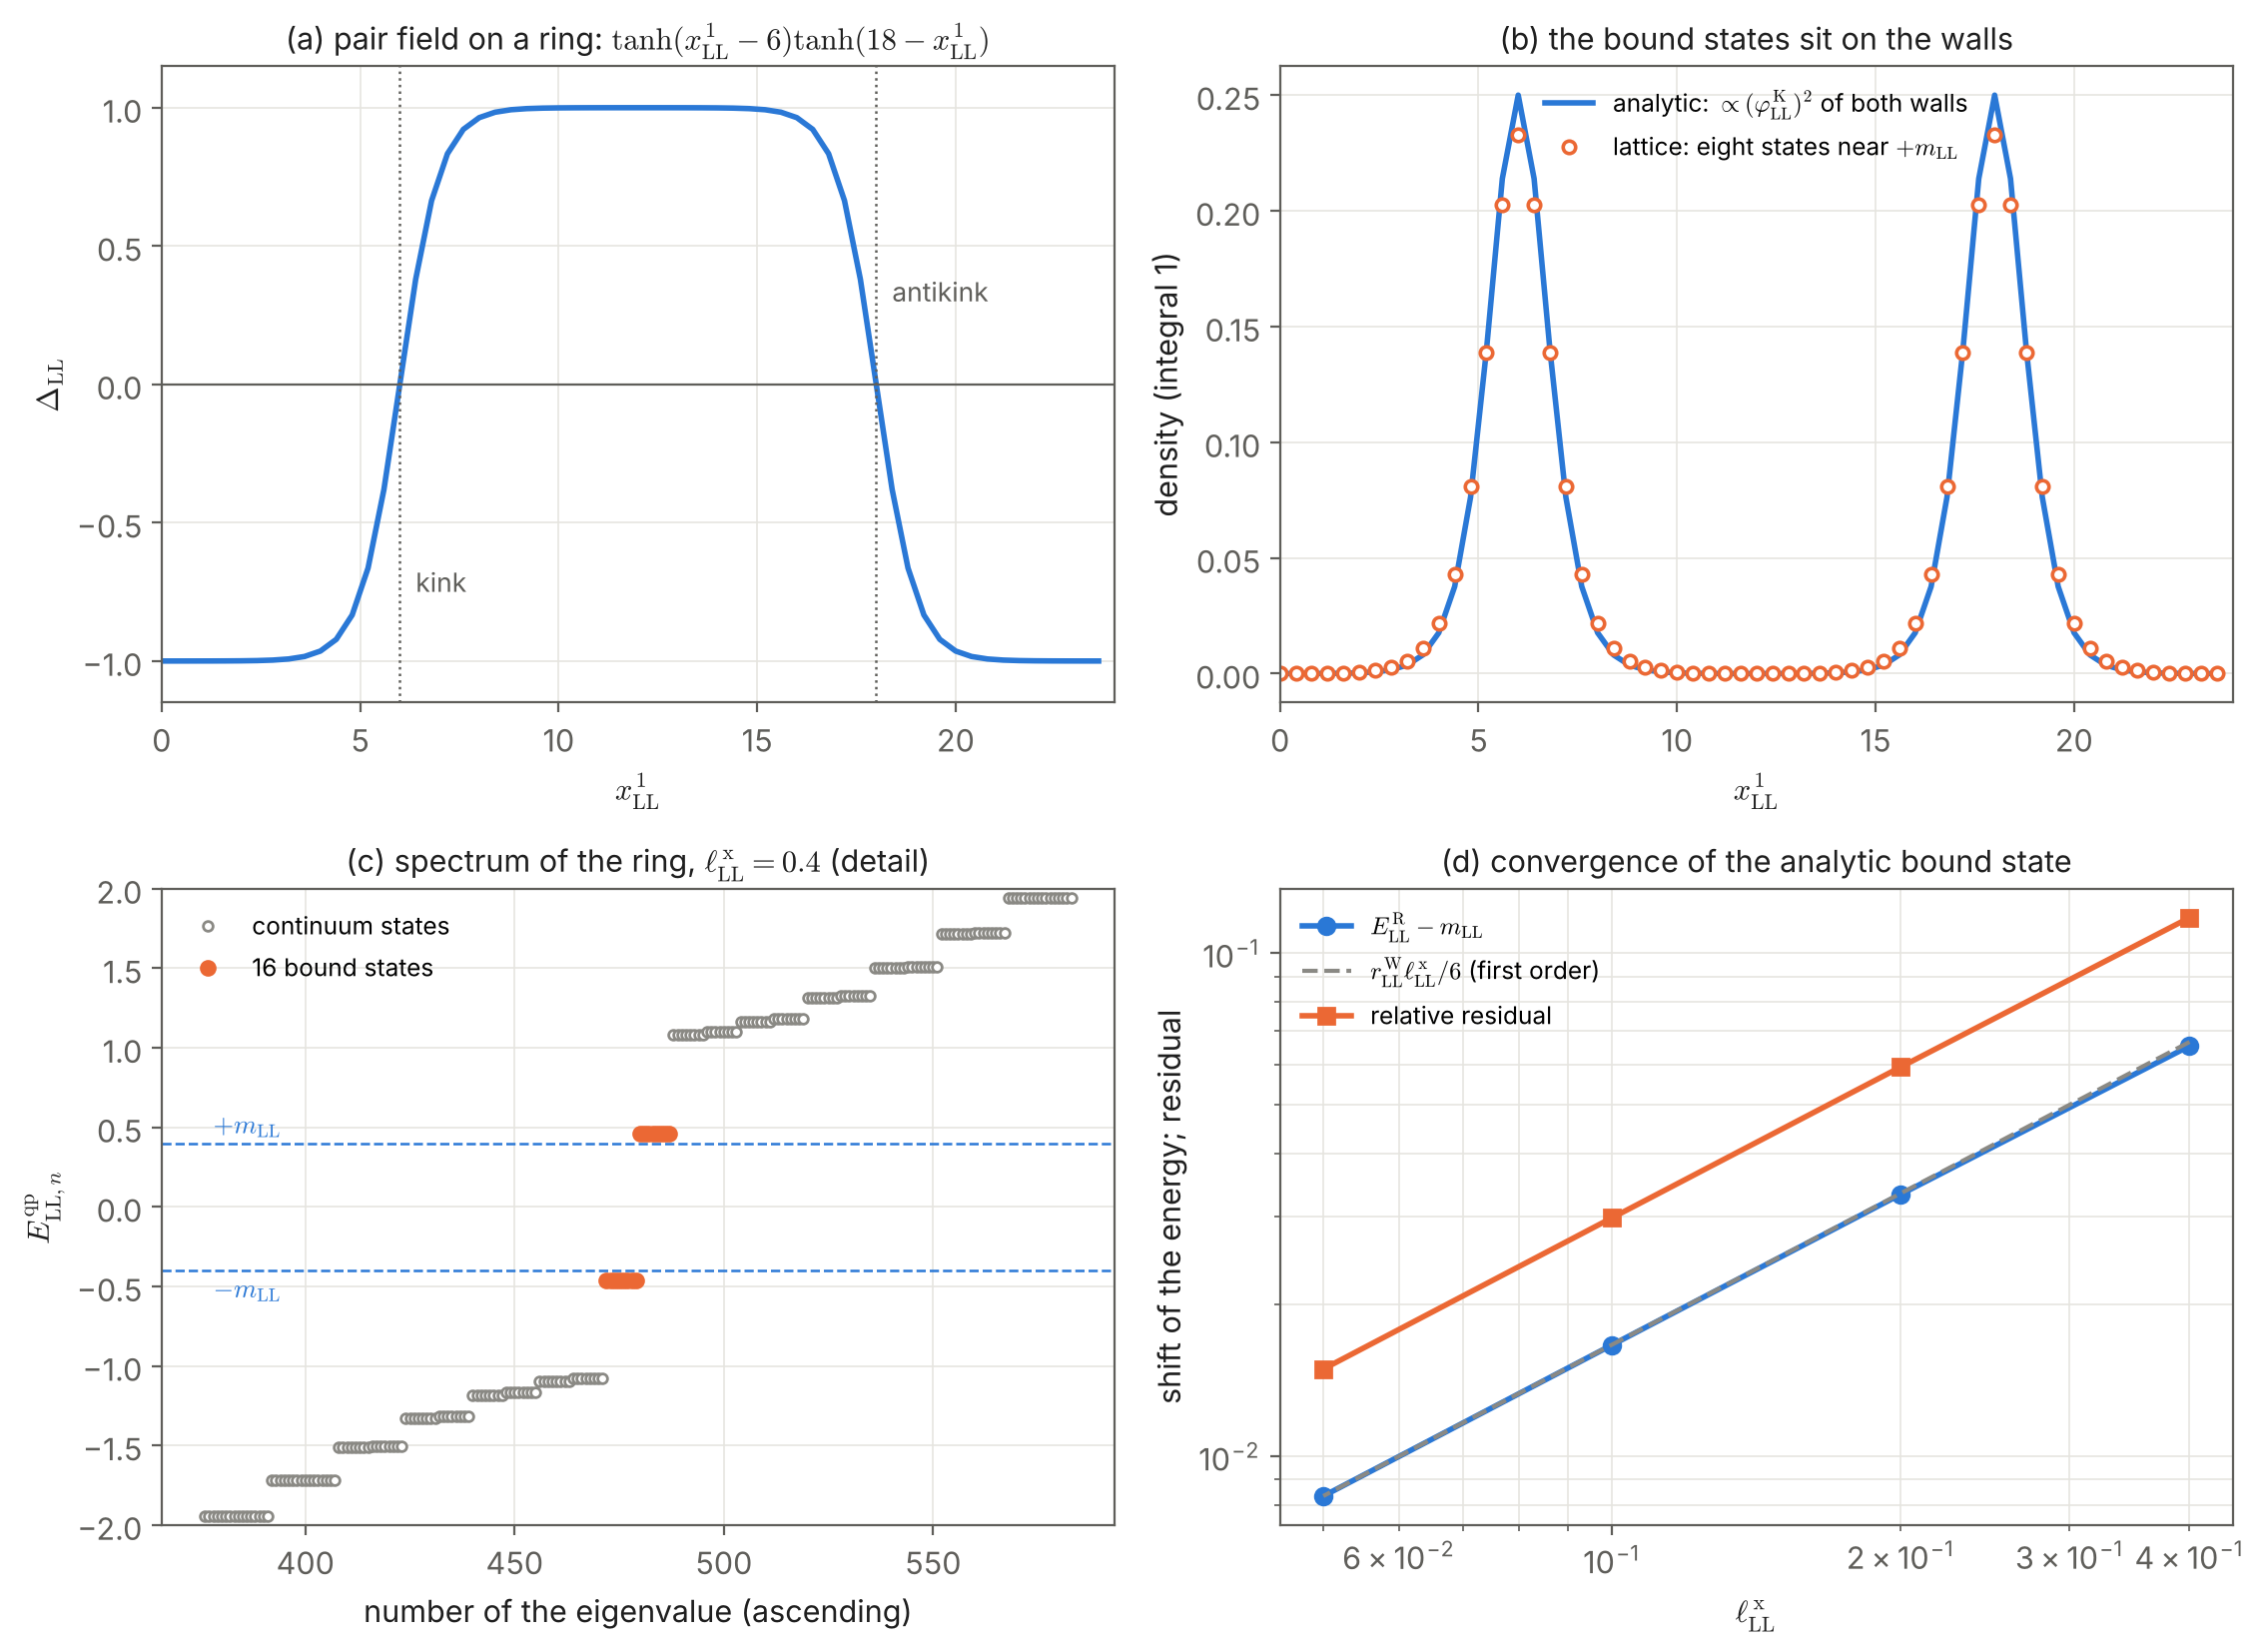 (a) pair field on a ring: tanh(x¹_LL − 6)tanh(18 − x¹_LL)
1.0
0.5
0.0
−0.5
−1.0
Δ_LL
kink
antikink
0 5 10 15 20
x¹_LL
(b) the bound states sit on the walls
0.25
0.20
0.15
0.10
0.05
0.00
density (integral 1)
analytic: ∝ (φ^K_LL)² of both walls
lattice: eight states near +m_LL
0 5 10 15 20
x¹_LL
(c) spectrum of the ring, ℓ^x_LL = 0.4 (detail)
2.0
1.5
1.0
0.5
0.0
−0.5
−1.0
−1.5
−2.0
E^qp_LL, n
continuum states
16 bound states
+m_LL
−m_LL
400 450 500 550
number of the eigenvalue (ascending)
(d) convergence of the analytic bound state
10⁻¹
10⁻²
shift of the energy; residual
E^R_LL − m_LL
r^W_LL ℓ^x_LL/6 (first order)
relative residual
6 × 10⁻² 10⁻¹ 2 × 10⁻¹ 3 × 10⁻¹ 4 × 10⁻¹
ℓ^x_LL